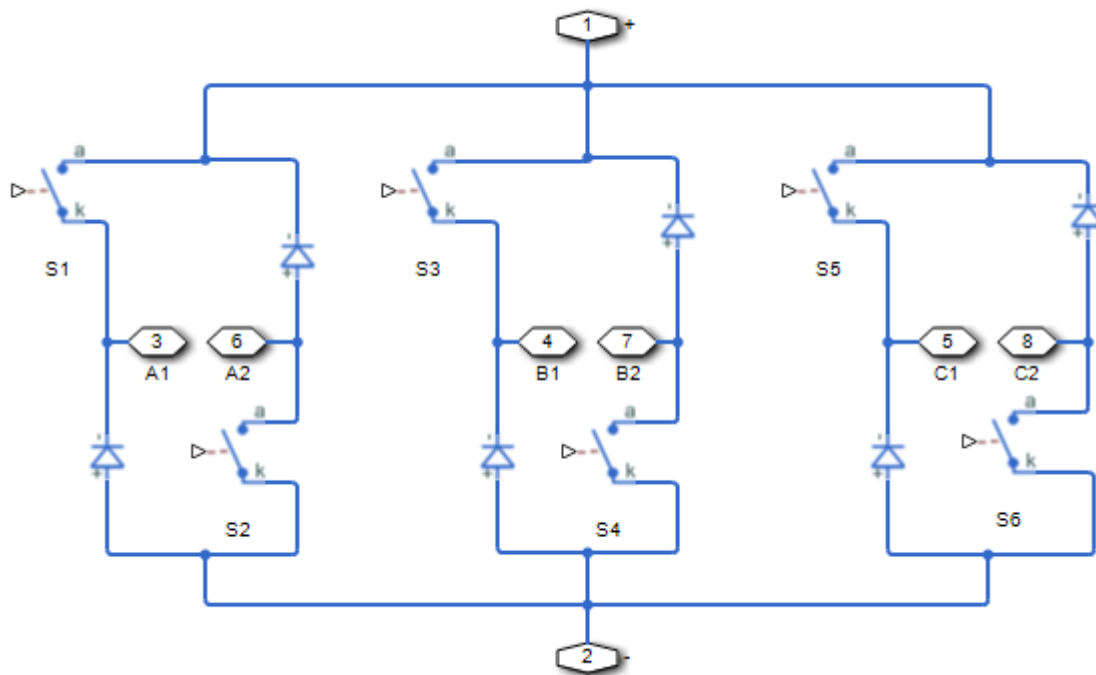 1 +
a a a
k k k
S1 S3 S5
- - -
+ + +
3 6 4 7 5 8
A1 A2 B1 B2 C1 C2
a a a
- - -
+ k + k + k
S2 S4 S6
2 -